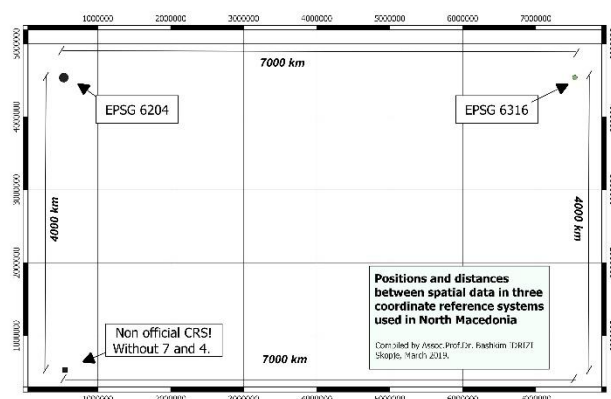 1000000 2000000 3000000 4000000 5000000 6000000 7000000
7000 km
EPSG 6204
EPSG 6316
5000000
4000000
3000000
2000000
1000000
4000 km
4000 km
Positions and distances
between spatial data in three
coordinate reference systems
used in North Macedonia
Compiled by Assoc.Prof.Dr. Bashkim IDRIZI
Skopje, March 2019.
Non official CRS!
Without 7 and 4.
7000 km
1000000 2000000 3000000 4000000 5000000 6000000